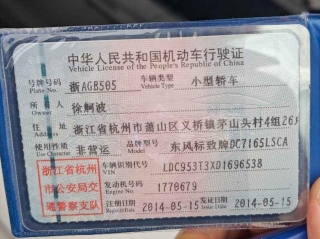 中华人民共和国机动车行驶证
Vehicle License of the People's Republic of China
号牌号码 浙AGB505 车辆类型 小型轿车
Plate No. Vehicle Type
所有人
Owner
住址 浙江省杭州市萧山区义桥镇茅山头村4组26户
Address
使用性质 非营运 品牌型号 东风标致牌DC7165LSCA
Use Character Model
浙江省杭州
市公安局交
通警察支队
车辆识别代号 LDC953T3XD1696538
VIN
发动机号码 1770679
Engine No.
注册日期 2014-05-15 发证日期 2014-05-15
Register Date Issue Date